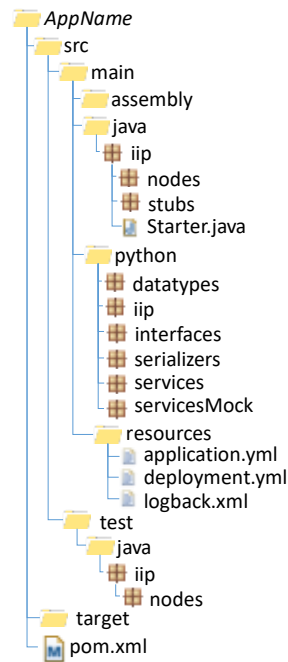 AppName
src
main
assembly
java
iip
nodes
stubs
Starter.java
python
datatypes
iip
interfaces
serializers
services
servicesMock
resources
application.yml
deployment.yml
logback.xml
test
java
iip
nodes
target
M pom.xml